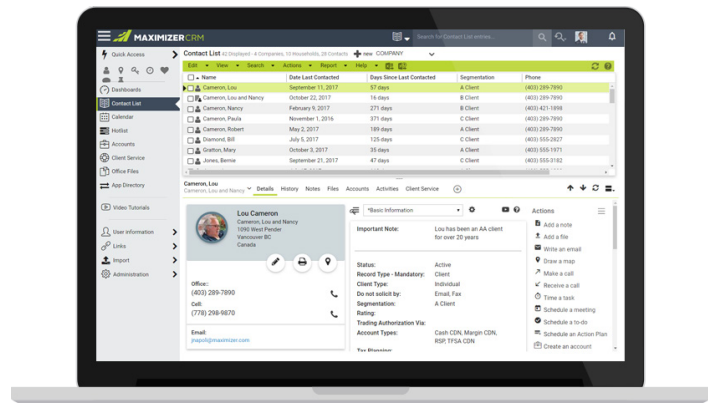 MAXIMIZERCRM
Search for Contact List entries...
Quick Access
Contact List 42 Displayed - 4 Companies, 10 Households, 28 Contacts
new COMPANY
Edit View Search Actions Report Help
Name Date Last Contacted Days Since Last Contacted Segmentation Phone
Cameron, Lou September 11, 2017 57 days A Client (403) 289-7890
Cameron, Lou and Nancy October 22, 2017 16 days B Client (403) 289-7890
Cameron, Nancy February 9, 2017 271 days B Client (403) 421-1898
Cameron, Paula November 1, 2016 371 days C Client (403) 289-7890
Cameron, Robert May 2, 2017 189 days A Client (403) 289-7890
Diamond, Bill July 5, 2017 125 days C Client (403) 555-2827
Gratton, Mary October 3, 2017 35 days A Client (403) 555-1971
Jones, Bernie September 21, 2017 47 days C Client (403) 555-3182
Dashboards
Contact List
Calendar
Hotlist
Accounts
Client Service
Office Files
App Directory
Video Tutorials
User information
Links
Import
Administration
Cameron, Lou
Cameron, Lou and Nancy
Details History Notes Files Accounts Activities Client Service
Lou Cameron
Cameron, Lou and Nancy
1090 West Pender
Vancouver BC
Canada
Office:
(403) 289-7890
Cell:
(778) 298-9870
Email:
jnapoli@maximizer.com
*Basic Information
Important Note: Lou has been an AA client
for over 20 years
Status: Active
Record Type - Mandatory: Client
Client Type: Individual
Do not solicit by: Email, Fax
Segmentation: A Client
Rating:
Trading Authorization Via:
Account Types: Cash CDN, Margin CDN,
RSP, TFSA CDN
Tax Planning:
Actions
Add a note
Add a file
Write an email
Draw a map
Make a call
Receive a call
Time a task
Schedule a meeting
Schedule a to-do
Schedule an Action Plan
Create an account